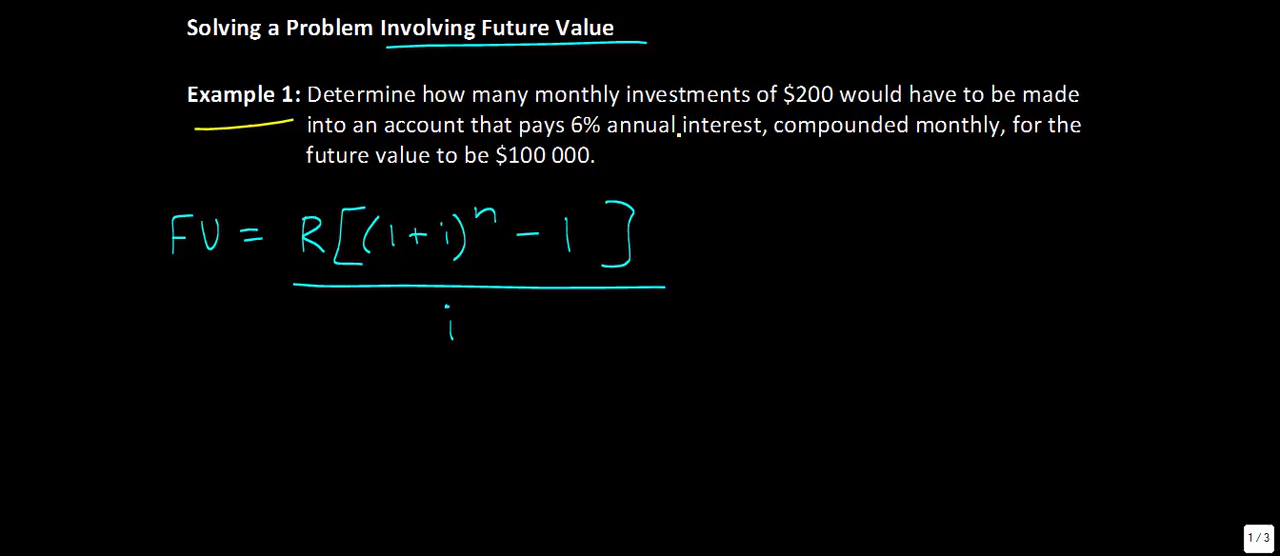 Solving a Problem Involving Future Value
Example 1: Determine how many monthly investments of $200 would have to be made
into an account that pays 6% annual interest, compounded monthly, for the
future value to be $100 000.
FV = R[(1+i)^n - 1]
i
1 / 3